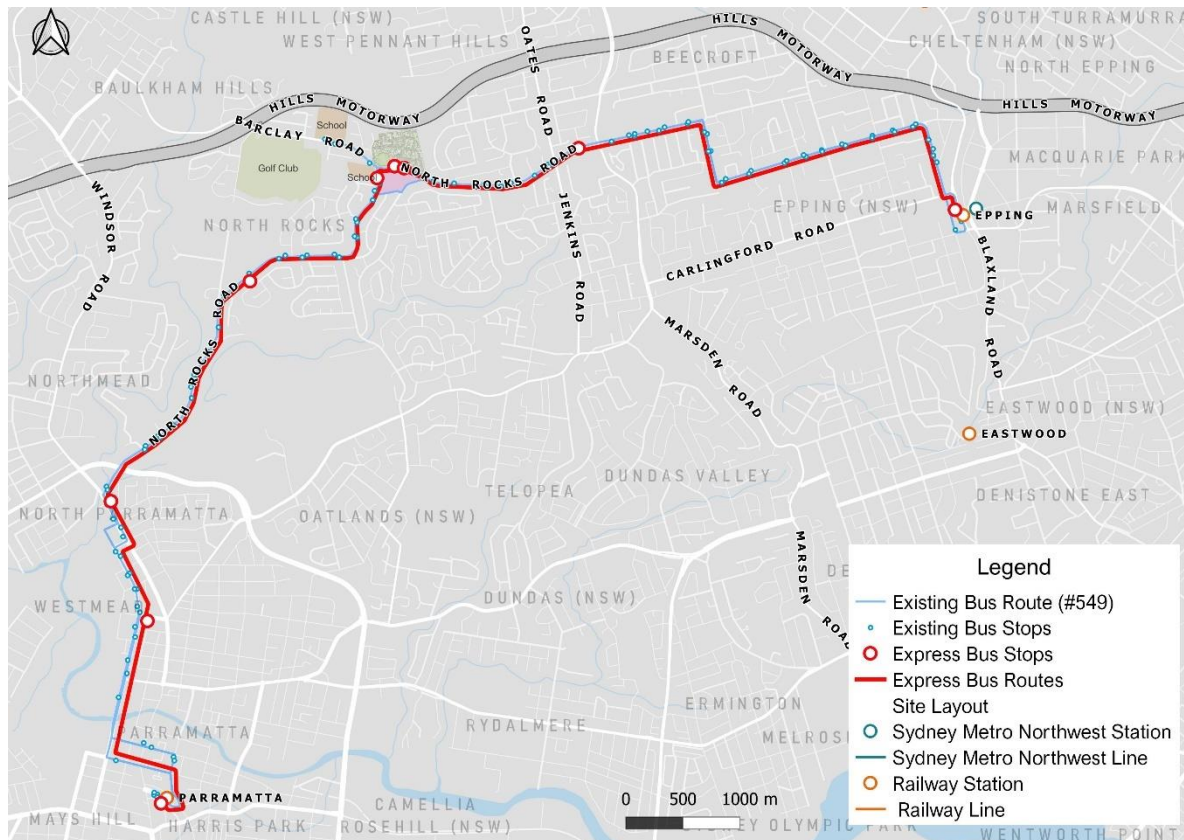 CASTLE HILL (NSW)
SOUTH TURRAMURRA
WEST PENNANT HILLS
CHELTENHAM (NSW)
OATES ROAD
BEECROFT
NORTH EPPING
BAULKHAM HILLS
HILLS MOTORWAY
HILLS MOTORWAY
HILLS MOTORWAY
BARCLAY ROAD
School
Golf Club
School
NORTH ROCKS ROAD
MACQUARIE PARK
WINDSOR ROAD
NORTH ROCKS
JENKINS ROAD
EPPING (NSW)
EPPING
MARSFIELD
CARLINGFORD ROAD
BLAXLAND ROAD
NORTH ROCKS ROAD
MARSDEN ROAD
NORTHMEAD
EASTWOOD (NSW)
EASTWOOD
DUNDAS VALLEY
TELOPEA
DENISTONE EAST
NORTH PARRAMATTA
OATLANDS (NSW)
MARSDEN ROAD
WESTMEAD
DUNDAS (NSW)
ERMINGTON
RYDALMERE
PARRAMATTA
PARRAMATTA
MAYS HILL
HARRIS PARK
CAMELLIA
ROSEHILL (NSW)
0 500 1000 m
OLYMPIC PARK
WENTWORTH POINT
Legend
Existing Bus Route (#549)
Existing Bus Stops
Express Bus Stops
Express Bus Routes
Site Layout
Sydney Metro Northwest Station
Sydney Metro Northwest Line
Railway Station
Railway Line